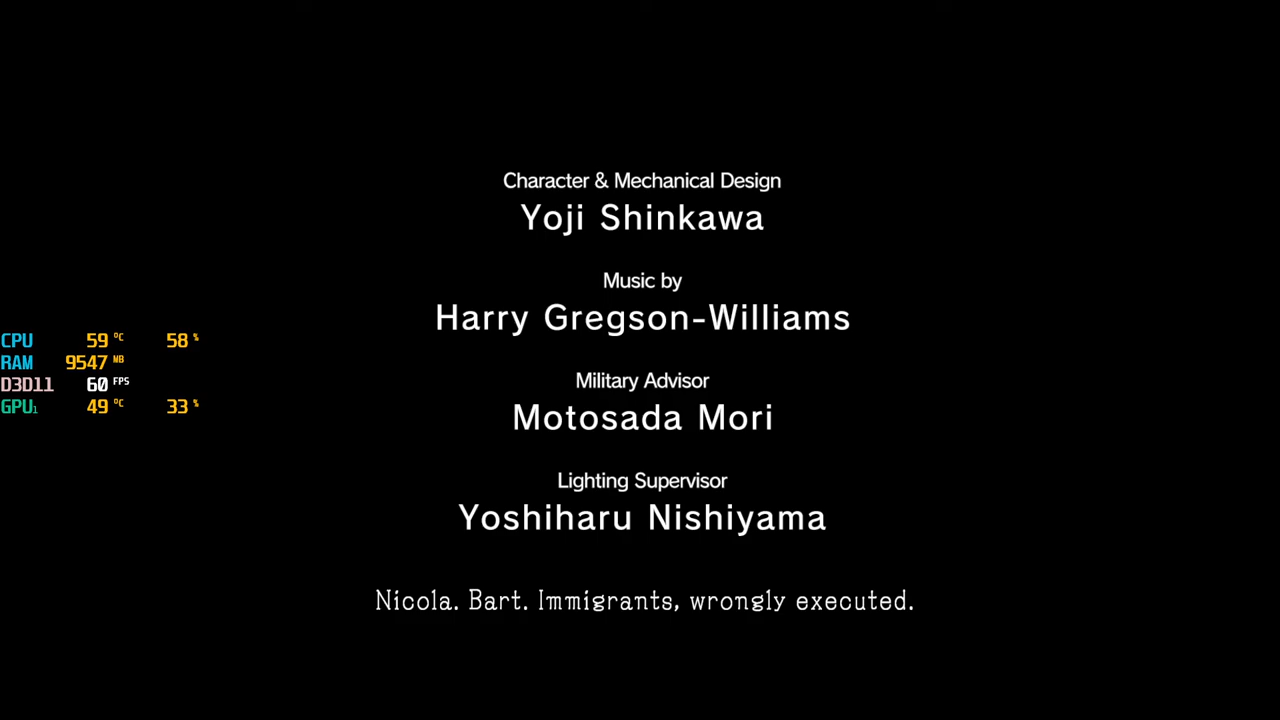 Character & Mechanical Design
Yoji Shinkawa
Music by
Harry Gregson-Williams
Military Advisor
Motosada Mori
Lighting Supervisor
Yoshiharu Nishiyama
Nicola. Bart. Immigrants, wrongly executed.
CPU 59 °C 58 %
RAM 9547 MB
D3D11 60 FPS
GPU1 49 °C 33 %